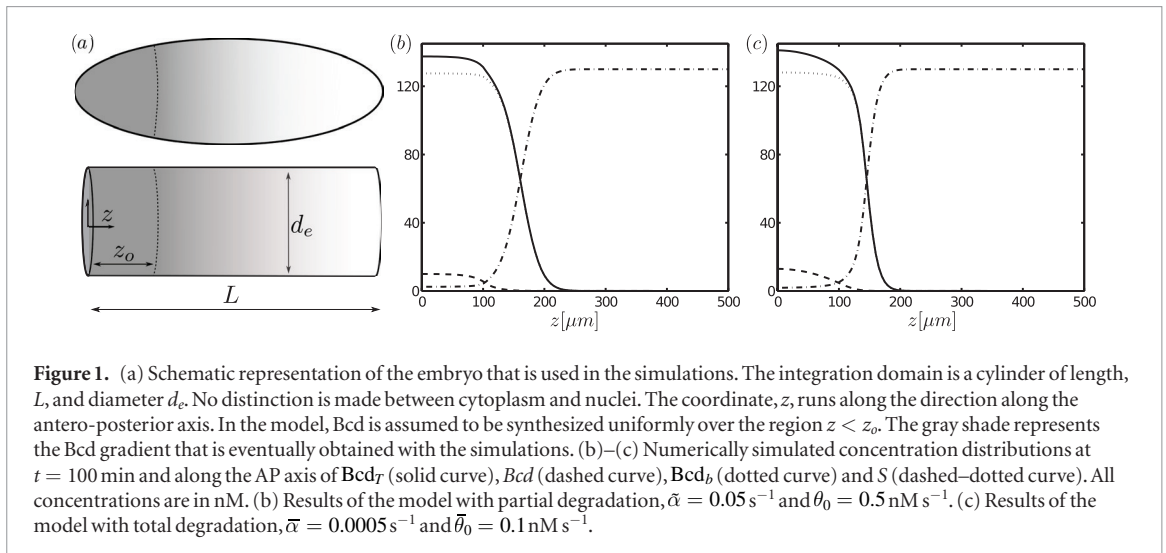 (a)
z
z_o
d_e
L
(b)
120
80
40
0
0 100 200 300 400 500
z[μm]
(c)
120
80
40
0
0 100 200 300 400 500
z[μm]
Figure 1. (a) Schematic representation of the embryo that is used in the simulations. The integration domain is a cylinder of length,
L, and diameter d_e. No distinction is made between cytoplasm and nuclei. The coordinate, z, runs along the direction along the
antero-posterior axis. In the model, Bcd is assumed to be synthesized uniformly over the region z < z_o. The gray shade represents
the Bcd gradient that is eventually obtained with the simulations. (b)–(c) Numerically simulated concentration distributions at
t = 100 min and along the AP axis of Bcd_T (solid curve), Bcd (dashed curve), Bcd_b (dotted curve) and S (dashed–dotted curve). All
concentrations are in nM. (b) Results of the model with partial degradation, α̃ = 0.05 s⁻¹ and θ₀ = 0.5 nM s⁻¹. (c) Results of the
model with total degradation, α̅ = 0.0005 s⁻¹ and θ̅₀ = 0.1 nM s⁻¹.